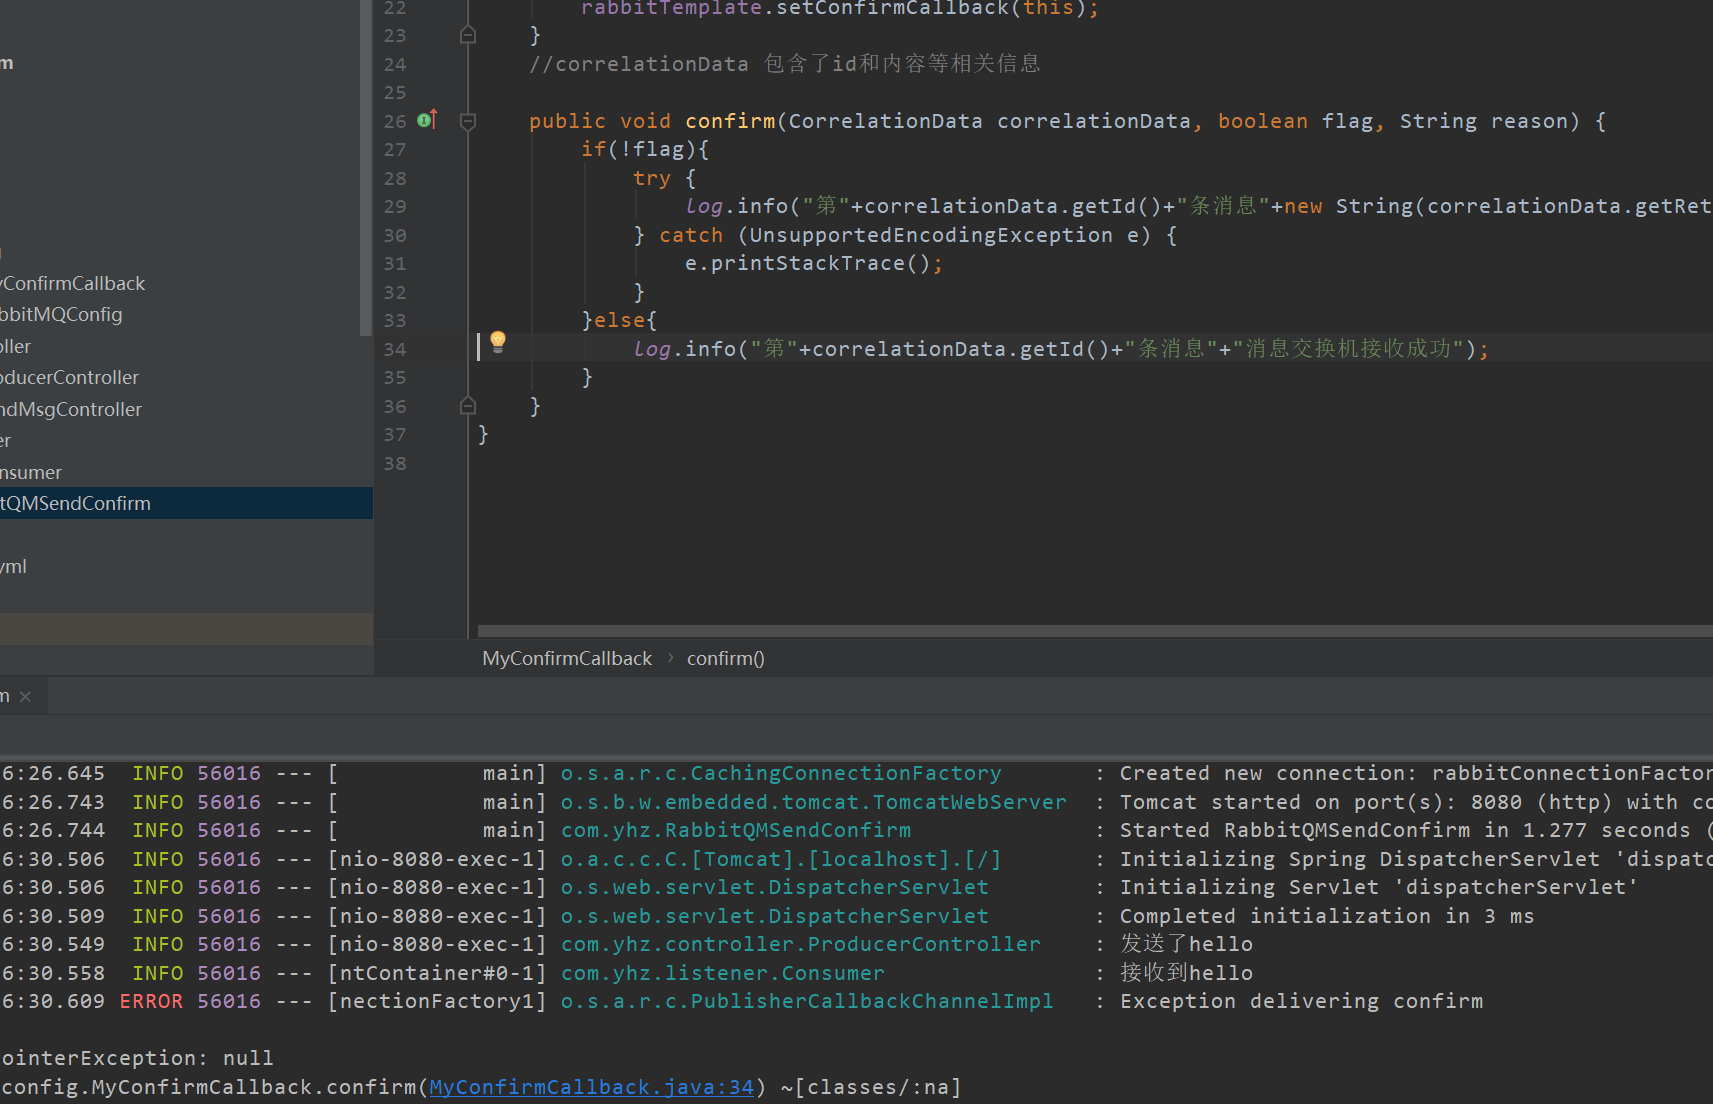 m
yConfirmCallback
bbitMQConfig
oller
oducerController
ndMsgController
er
nsumer
tQMSendConfirm
yml
22 rabbitTemplate.setConfirmCallback(this);
23 }
24 //correlationData 包含了id和内容等相关信息
25
26 public void confirm(CorrelationData correlationData, boolean flag, String reason) {
27 if(!flag){
28 try {
29 log.info("第"+correlationData.getId()+"条消息"+new String(correlationData.getRet
30 } catch (UnsupportedEncodingException e) {
31 e.printStackTrace();
32 }
33 }else{
34 log.info("第"+correlationData.getId()+"条消息"+"消息交换机接收成功");
35 }
36 }
37 }
38
MyConfirmCallback › confirm()
m ×
6:26.645 INFO 56016 --- [ main] o.s.a.r.c.CachingConnectionFactory : Created new connection: rabbitConnectionFactor
6:26.743 INFO 56016 --- [ main] o.s.b.w.embedded.tomcat.TomcatWebServer : Tomcat started on port(s): 8080 (http) with co
6:26.744 INFO 56016 --- [ main] com.yhz.RabbitQMSendConfirm : Started RabbitQMSendConfirm in 1.277 seconds (
6:30.506 INFO 56016 --- [nio-8080-exec-1] o.a.c.c.C.[Tomcat].[localhost].[/] : Initializing Spring DispatcherServlet 'dispatc
6:30.506 INFO 56016 --- [nio-8080-exec-1] o.s.web.servlet.DispatcherServlet : Initializing Servlet 'dispatcherServlet'
6:30.509 INFO 56016 --- [nio-8080-exec-1] o.s.web.servlet.DispatcherServlet : Completed initialization in 3 ms
6:30.549 INFO 56016 --- [nio-8080-exec-1] com.yhz.controller.ProducerController : 发送了hello
6:30.558 INFO 56016 --- [ntContainer#0-1] com.yhz.listener.Consumer : 接收到hello
6:30.609 ERROR 56016 --- [nectionFactory1] o.s.a.r.c.PublisherCallbackChannelImpl : Exception delivering confirm
ointerException: null
config.MyConfirmCallback.confirm(MyConfirmCallback.java:34) ~[classes/:na]